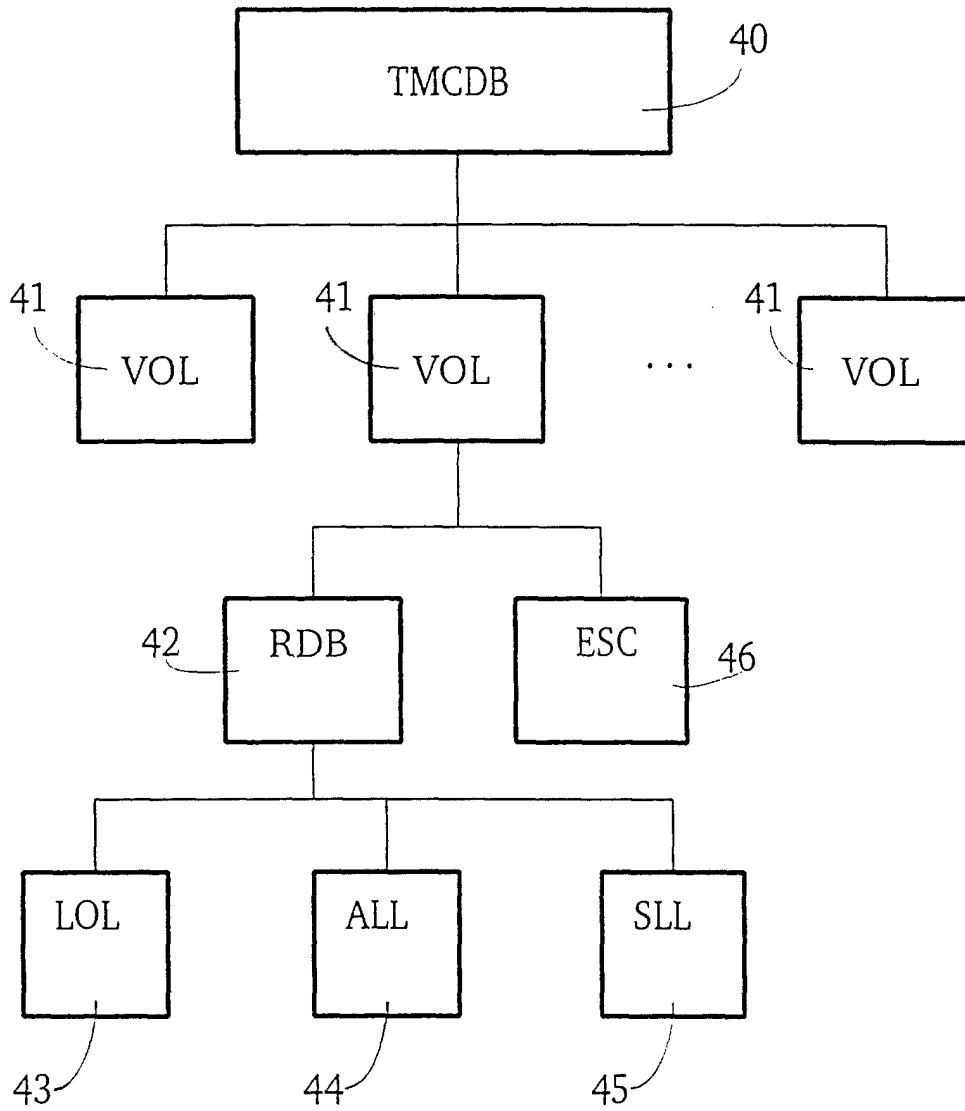 40
TMCDB
41 41 41
VOL VOL ... VOL
42 RDB ESC 46
LOL ALL SLL
43 44 45